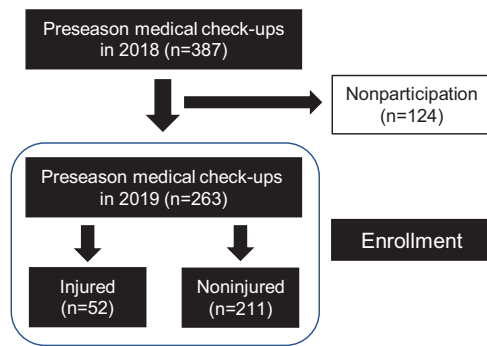 Preseason medical check-ups
in 2018 (n=387)
Nonparticipation
(n=124)
Preseason medical check-ups
in 2019 (n=263)
Enrollment
Injured
(n=52)
Noninjured
(n=211)